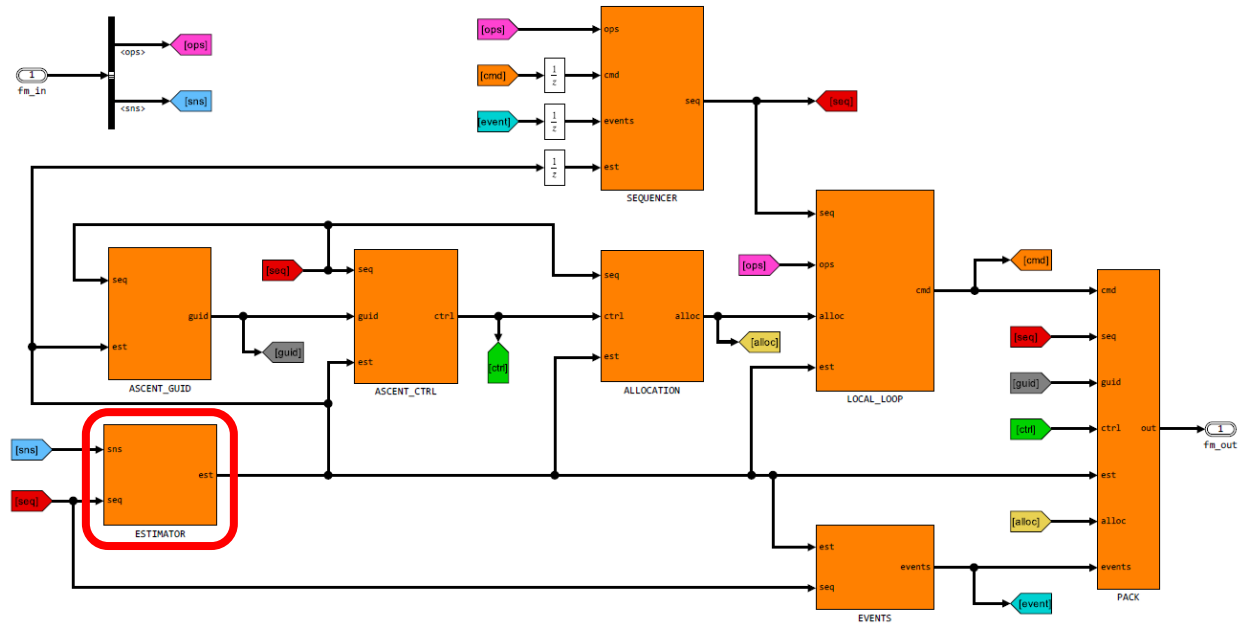 1
fm_in
<ops>
<sns>
[ops]
[sns]
[ops]
[cmd]
[event]
1
z
1
z
1
z
ops
cmd
events
est
seq
SEQUENCER
[seq]
seq
est
guid
ASCENT_GUID
[guid]
[seq]
seq
guid
est
ctrl
ASCENT_CTRL
[ctrl]
seq
ctrl
est
alloc
ALLOCATION
[alloc]
[ops]
seq
ops
alloc
est
cmd
LOCAL_LOOP
[cmd]
[sns]
[seq]
sns
seq
est
ESTIMATOR
est
seq
events
EVENTS
[event]
[seq]
[guid]
[ctrl]
[alloc]
cmd
seq
guid
ctrl
est
alloc
events
out
PACK
1
fm_out